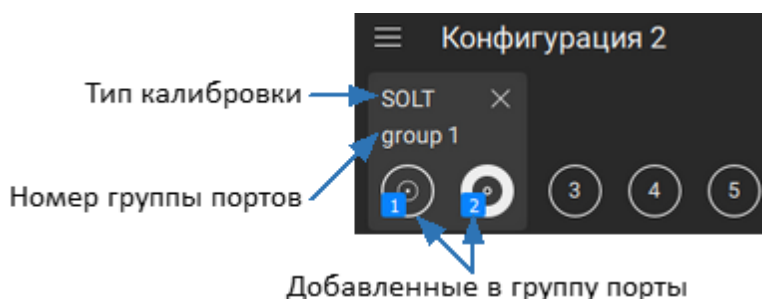 Конфигурация 2
Тип калибровки
SOLT
group 1
Номер группы портов
1 2 3 4 5
Добавленные в группу порты